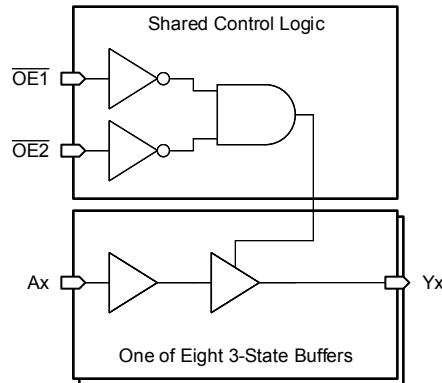 Shared Control Logic
OE1
OE2
Ax
Yx
One of Eight 3-State Buffers